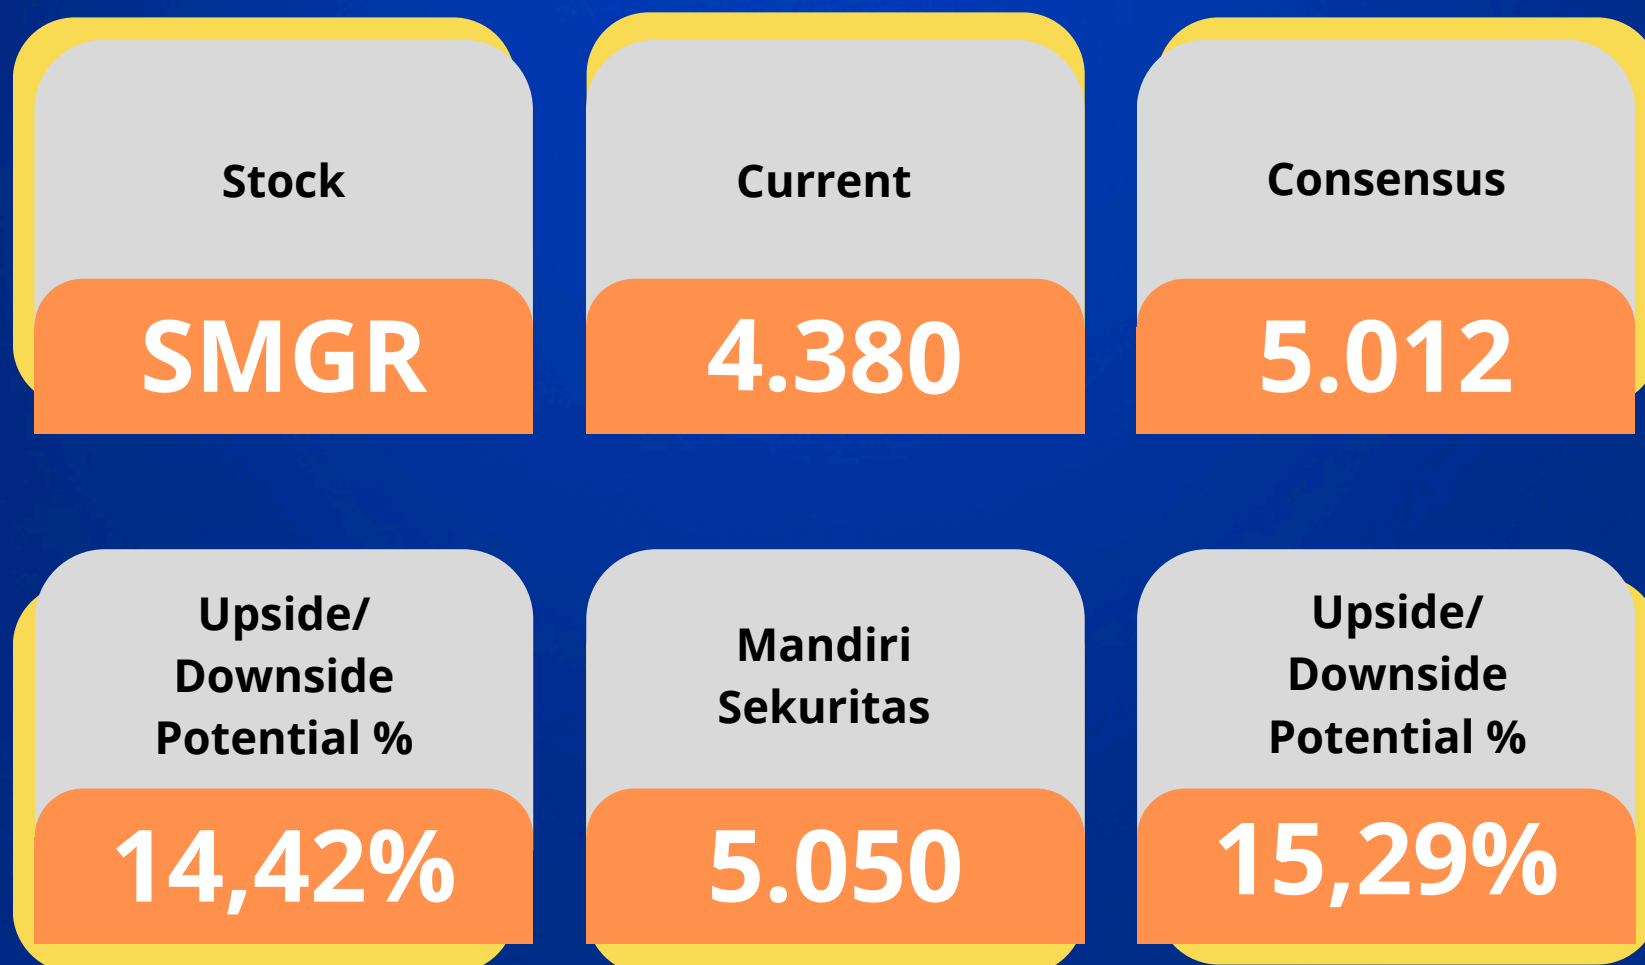 Stock
SMGR
Current
4.380
Consensus
5.012
Upside/
Downside
Potential %
14,42%
Mandiri
Sekuritas
5.050
Upside/
Downside
Potential %
15,29%